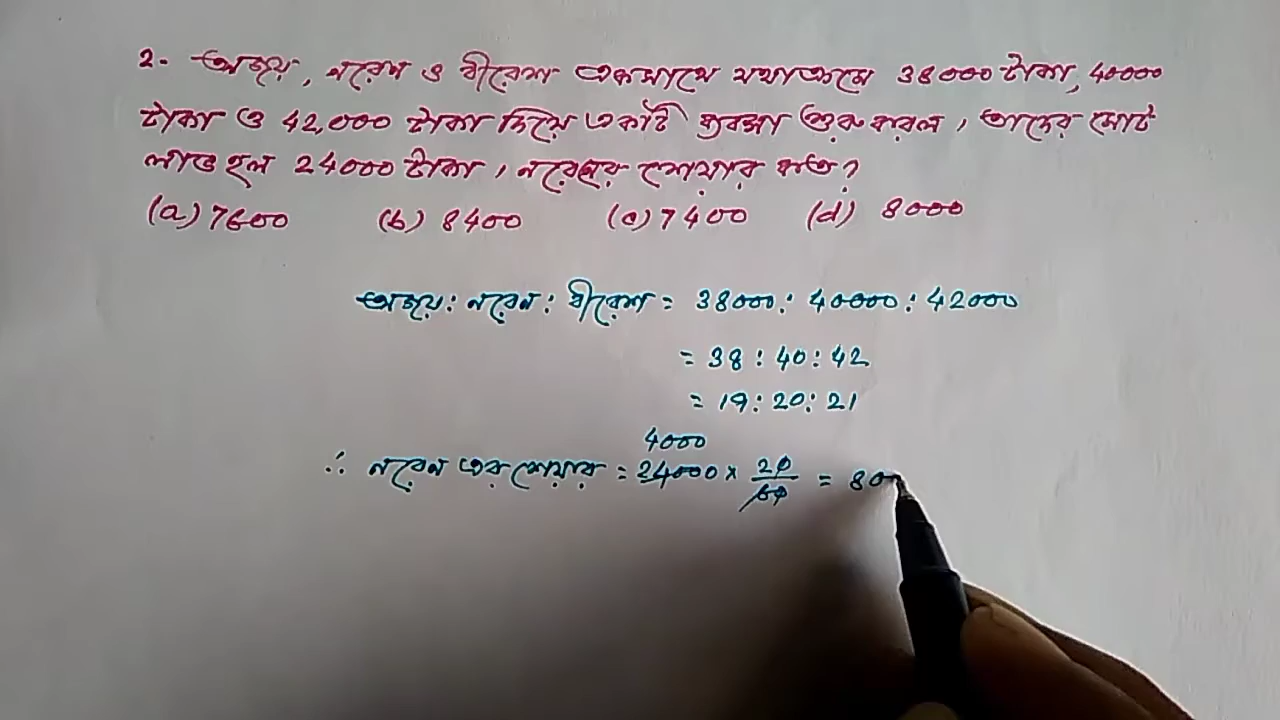 2. অজয়, নরেন ও বীরেশ একসাথে যথাক্রমে 38000 টাকা, 40000
টাকা ও 42,000 টাকা দিয়ে একটি ব্যবসা শুরু করল, তাদের মোট
লাভ হল 24000 টাকা, নরেনের শেয়ার কত?
(a) 7600 (b) 8400 (c) 7400 (d) 8000
অজয় : নরেন : বীরেশ = 38000 : 40000 : 42000
= 38 : 40 : 42
= 19 : 20 : 21
4000
∴ নরেন এর শেয়ার = 24000 × 20/60 = 800